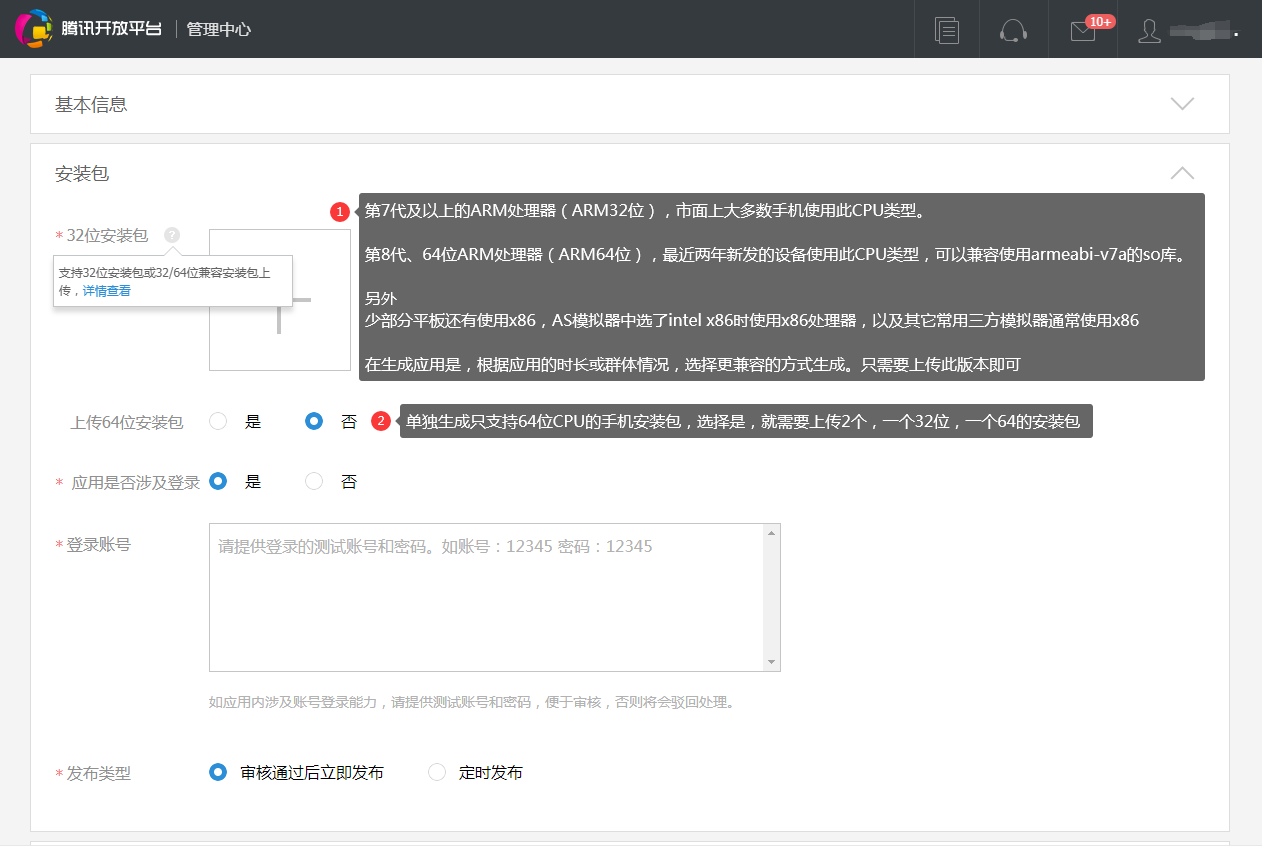 腾讯开放平台 管理中心 10+
基本信息
安装包
1 第7代及以上的ARM处理器（ARM32位），市面上大多数手机使用此CPU类型。
* 32位安装包 ?
第8代、64位ARM处理器（ARM64位），最近两年新发的设备使用此CPU类型，可以兼容使用armeabi-v7a的so库。
支持32位安装包或32/64位兼容安装包上
传，详情查看
另外
少部分平板还有使用x86，AS模拟器中选了intel x86时使用x86处理器，以及其它常用三方模拟器通常使用x86
在生成应用是，根据应用的时长或群体情况，选择更兼容的方式生成。只需要上传此版本即可
上传64位安装包 是 否 2 单独生成只支持64位CPU的手机安装包，选择是，就需要上传2个，一个32位，一个64的安装包
* 应用是否涉及登录 是 否
* 登录账号
请提供登录的测试账号和密码。如账号：12345 密码：12345
如应用内涉及账号登录能力，请提供测试账号和密码，便于审核，否则将会驳回处理。
* 发布类型 审核通过后立即发布 定时发布